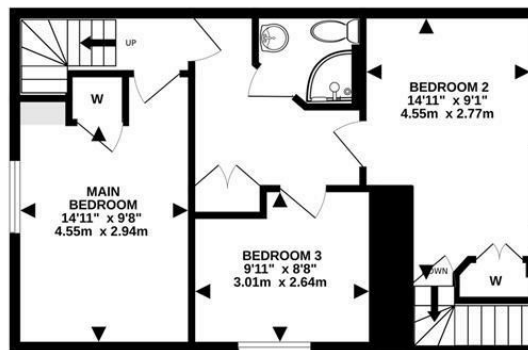 UP
W
MAIN
BEDROOM
14'11" x 9'8"
4.55m x 2.94m
BEDROOM 2
14'11" x 9'1"
4.55m x 2.77m
BEDROOM 3
9'11" x 8'8"
3.01m x 2.64m
W